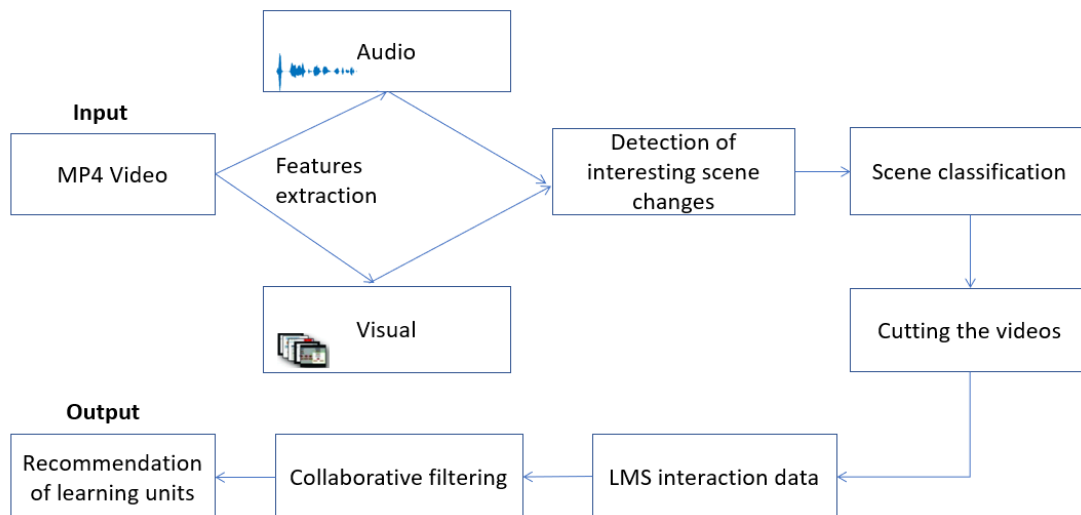 Audio
Input
MP4 Video
Features
extraction
Detection of
interesting scene
changes
Scene classification
Visual
Cutting the videos
Output
Recommendation
of learning units
Collaborative filtering
LMS interaction data